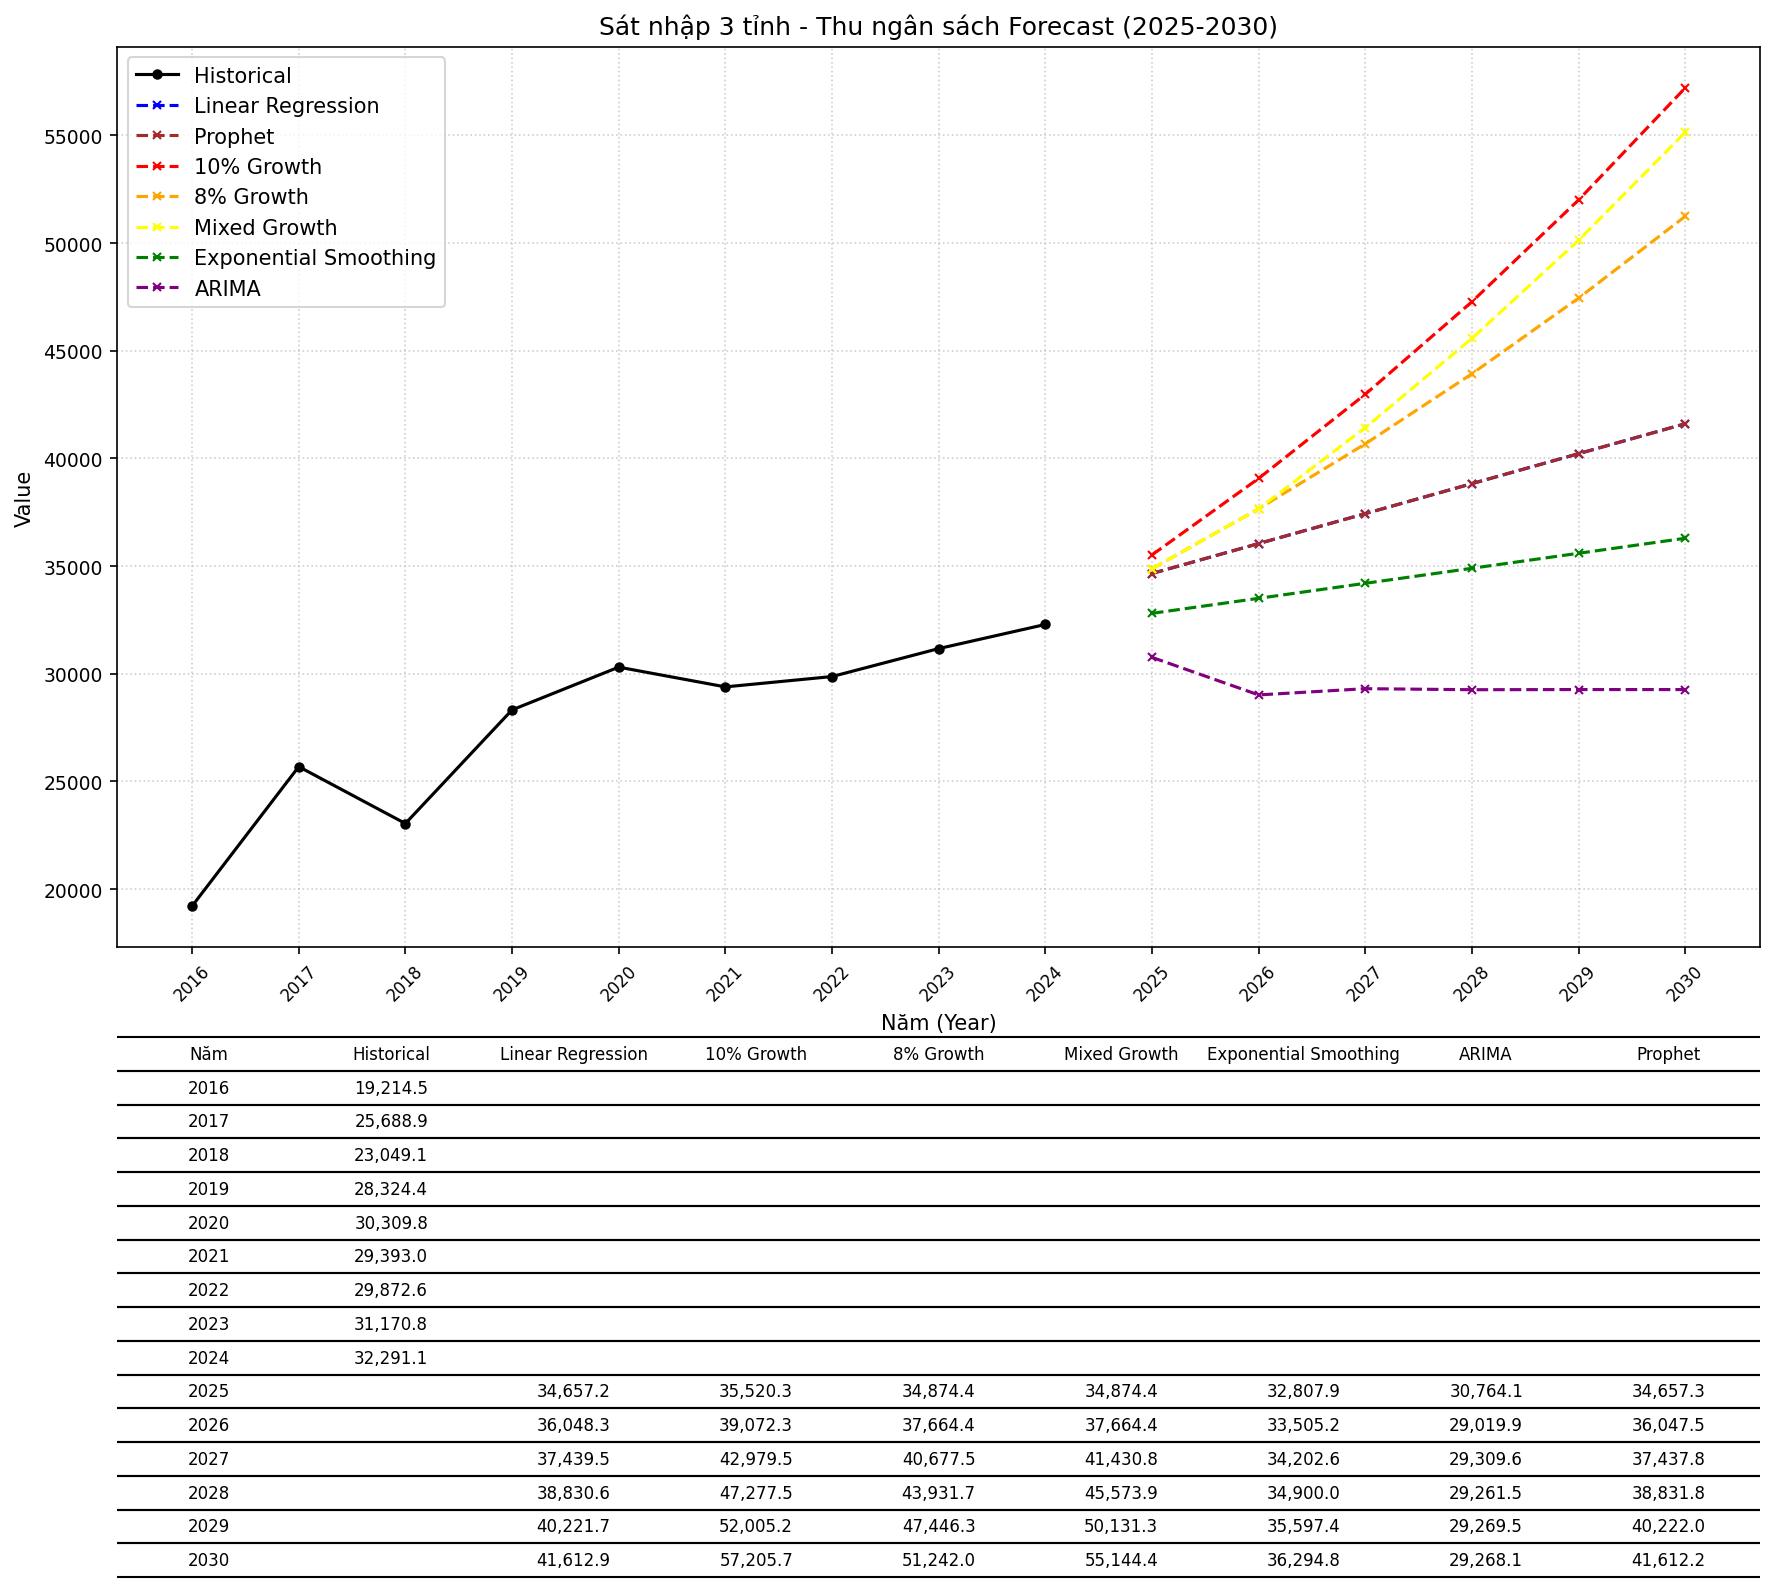 Sát nhập 3 tỉnh - Thu ngân sách Forecast (2025-2030)
Historical
Linear Regression
Prophet
10% Growth
8% Growth
Mixed Growth
Exponential Smoothing
ARIMA
Value
55000
50000
45000
40000
35000
30000
25000
20000
2016 2017 2018 2019 2020 2021 2022 2023 2024 2025 2026 2027 2028 2029 2030
Năm (Year)
Năm Historical Linear Regression 10% Growth 8% Growth Mixed Growth Exponential Smoothing ARIMA Prophet
2016 19,214.5
2017 25,688.9
2018 23,049.1
2019 28,324.4
2020 30,309.8
2021 29,393.0
2022 29,872.6
2023 31,170.8
2024 32,291.1
2025 34,657.2 35,520.3 34,874.4 34,874.4 32,807.9 30,764.1 34,657.3
2026 36,048.3 39,072.3 37,664.4 37,664.4 33,505.2 29,019.9 36,047.5
2027 37,439.5 42,979.5 40,677.5 41,430.8 34,202.6 29,309.6 37,437.8
2028 38,830.6 47,277.5 43,931.7 45,573.9 34,900.0 29,261.5 38,831.8
2029 40,221.7 52,005.2 47,446.3 50,131.3 35,597.4 29,269.5 40,222.0
2030 41,612.9 57,205.7 51,242.0 55,144.4 36,294.8 29,268.1 41,612.2